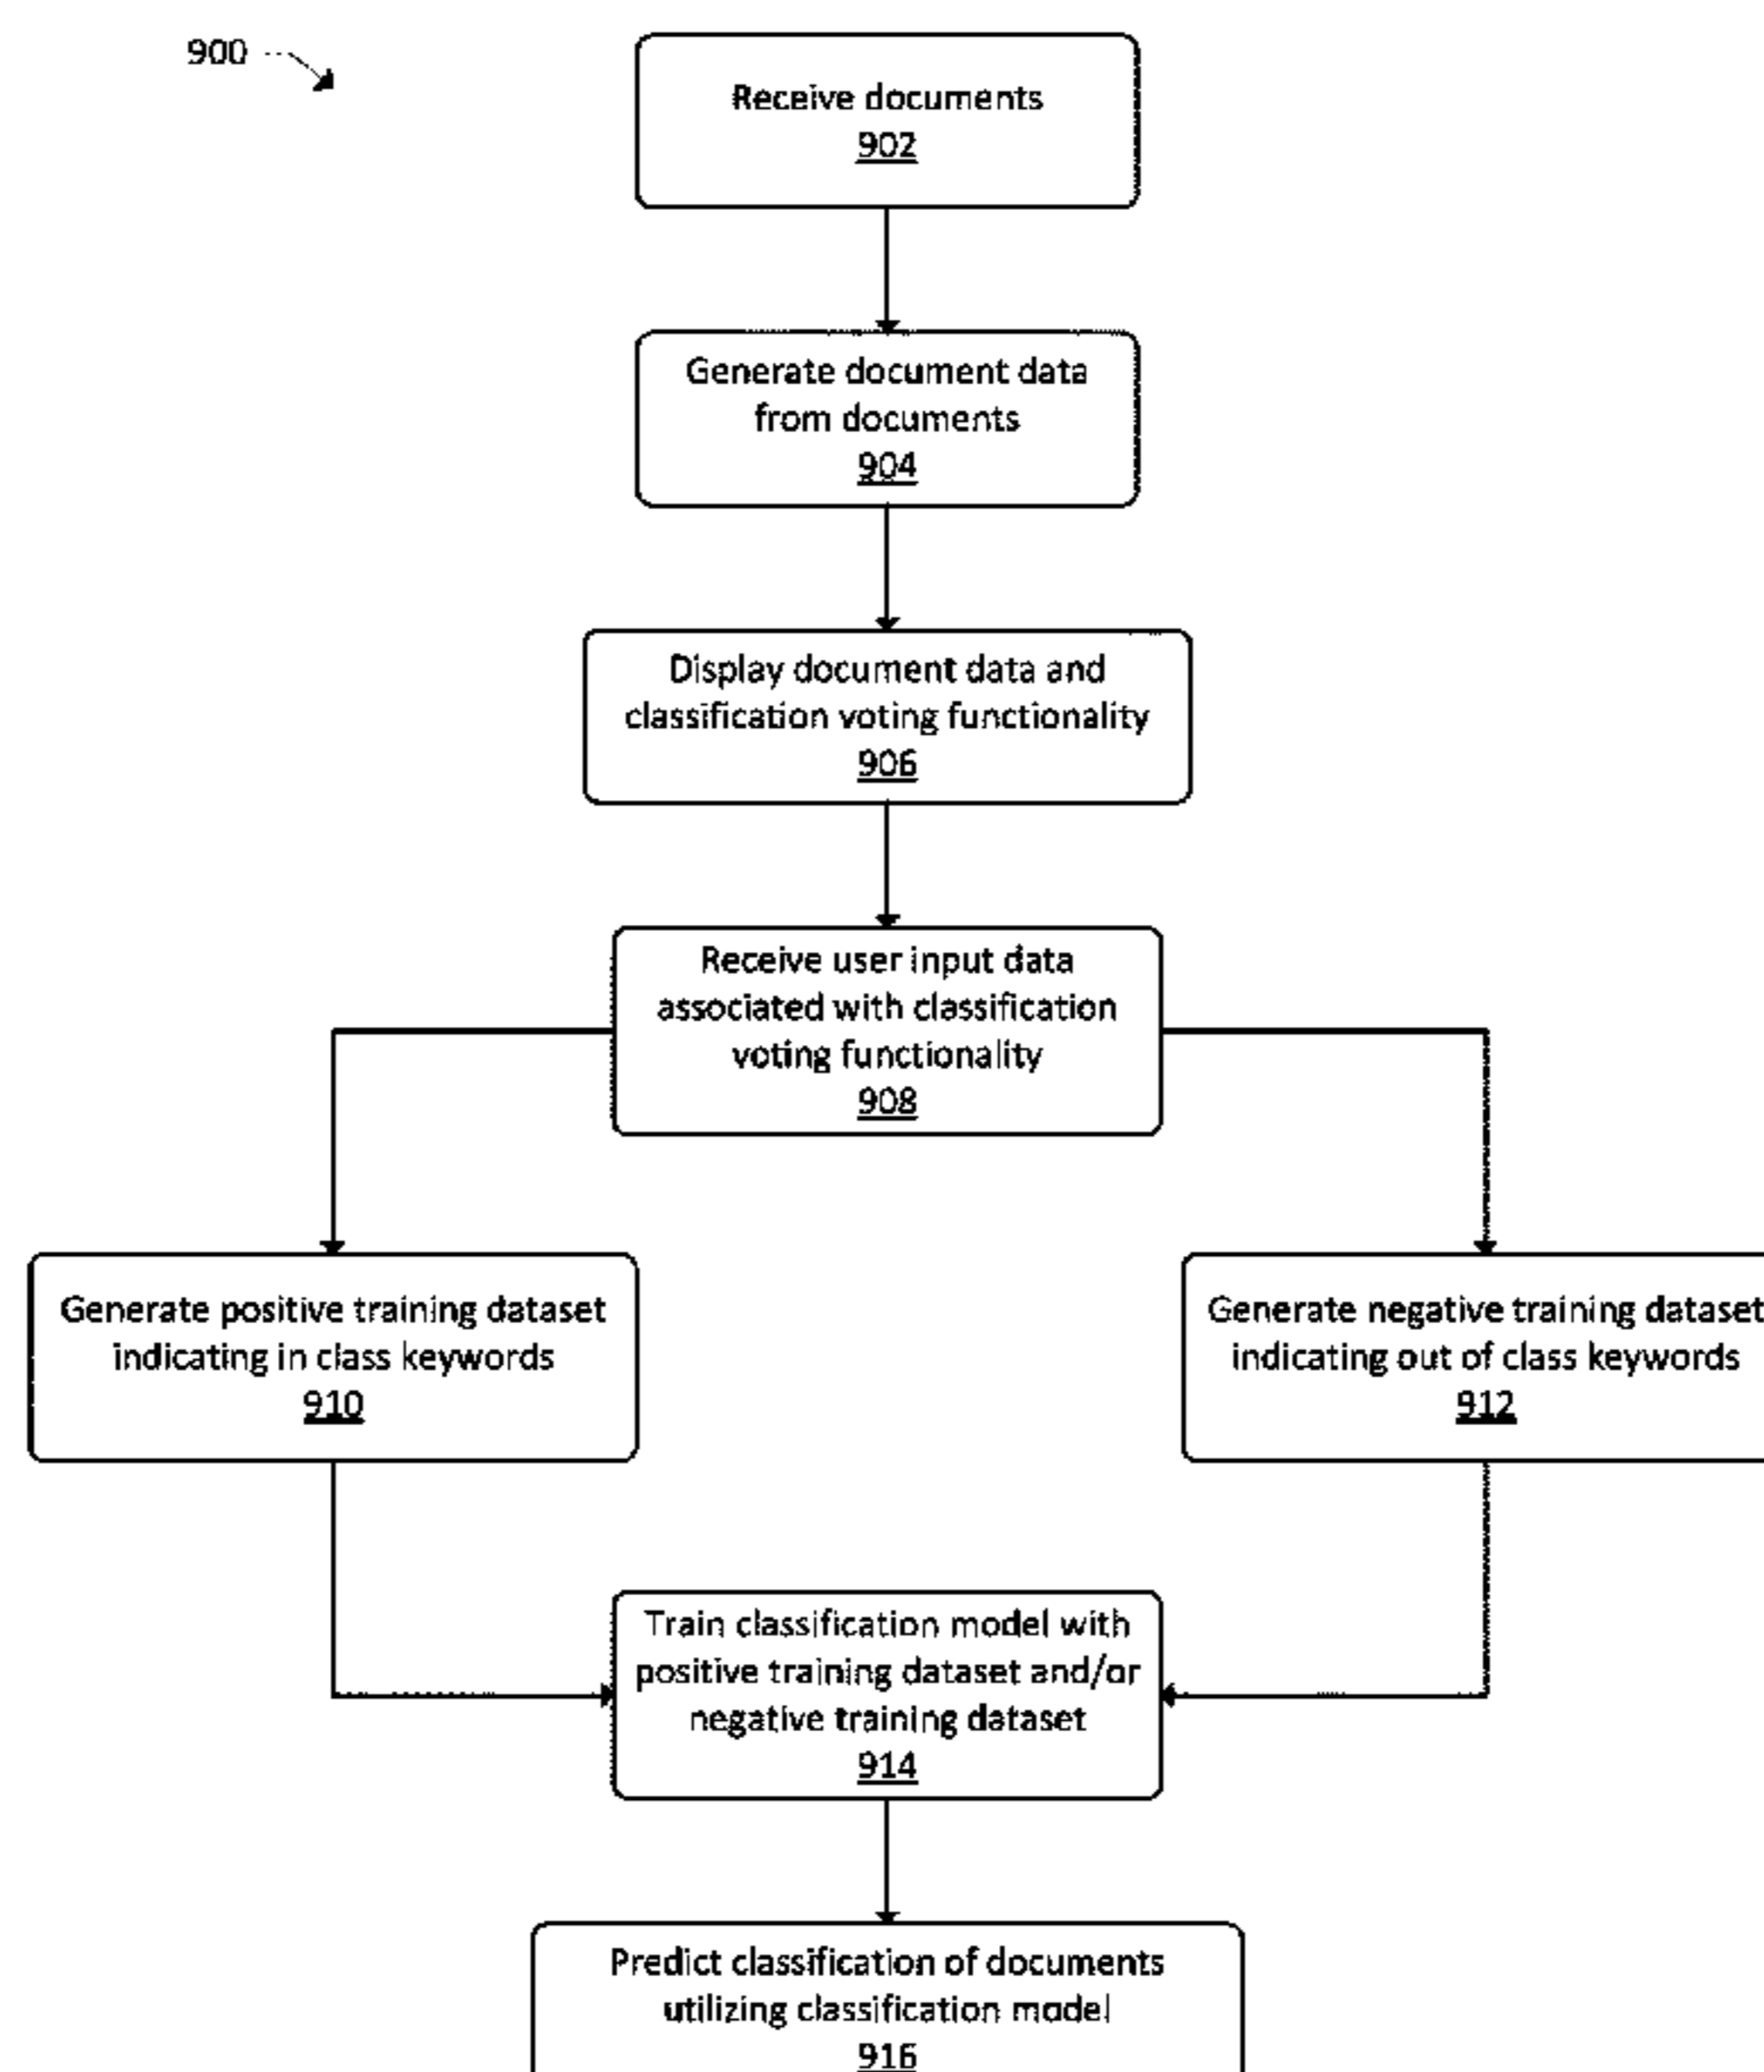 900
Receive documents
902
Generate document data
from documents
904
Display document data and
classification voting functionality
906
Receive user input data
associated with classification
voting functionality
908
Generate positive training dataset
indicating in class keywords
910
Generate negative training dataset
indicating out of class keywords
912
Train classification model with
positive training dataset and/or
negative training dataset
914
Predict classification of documents
utilizing classification model
916